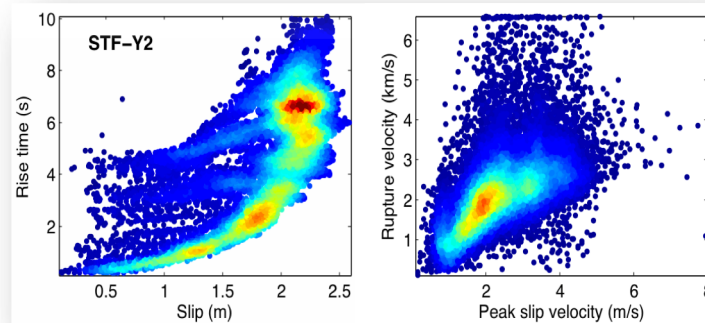 STF-Y2
Rise time (s)
10
8
6
4
2
0.5 1 1.5 2 2.5
Slip (m)
Rupture velocity (km/s)
6
5
4
3
2
1
2 4 6 8
Peak slip velocity (m/s)